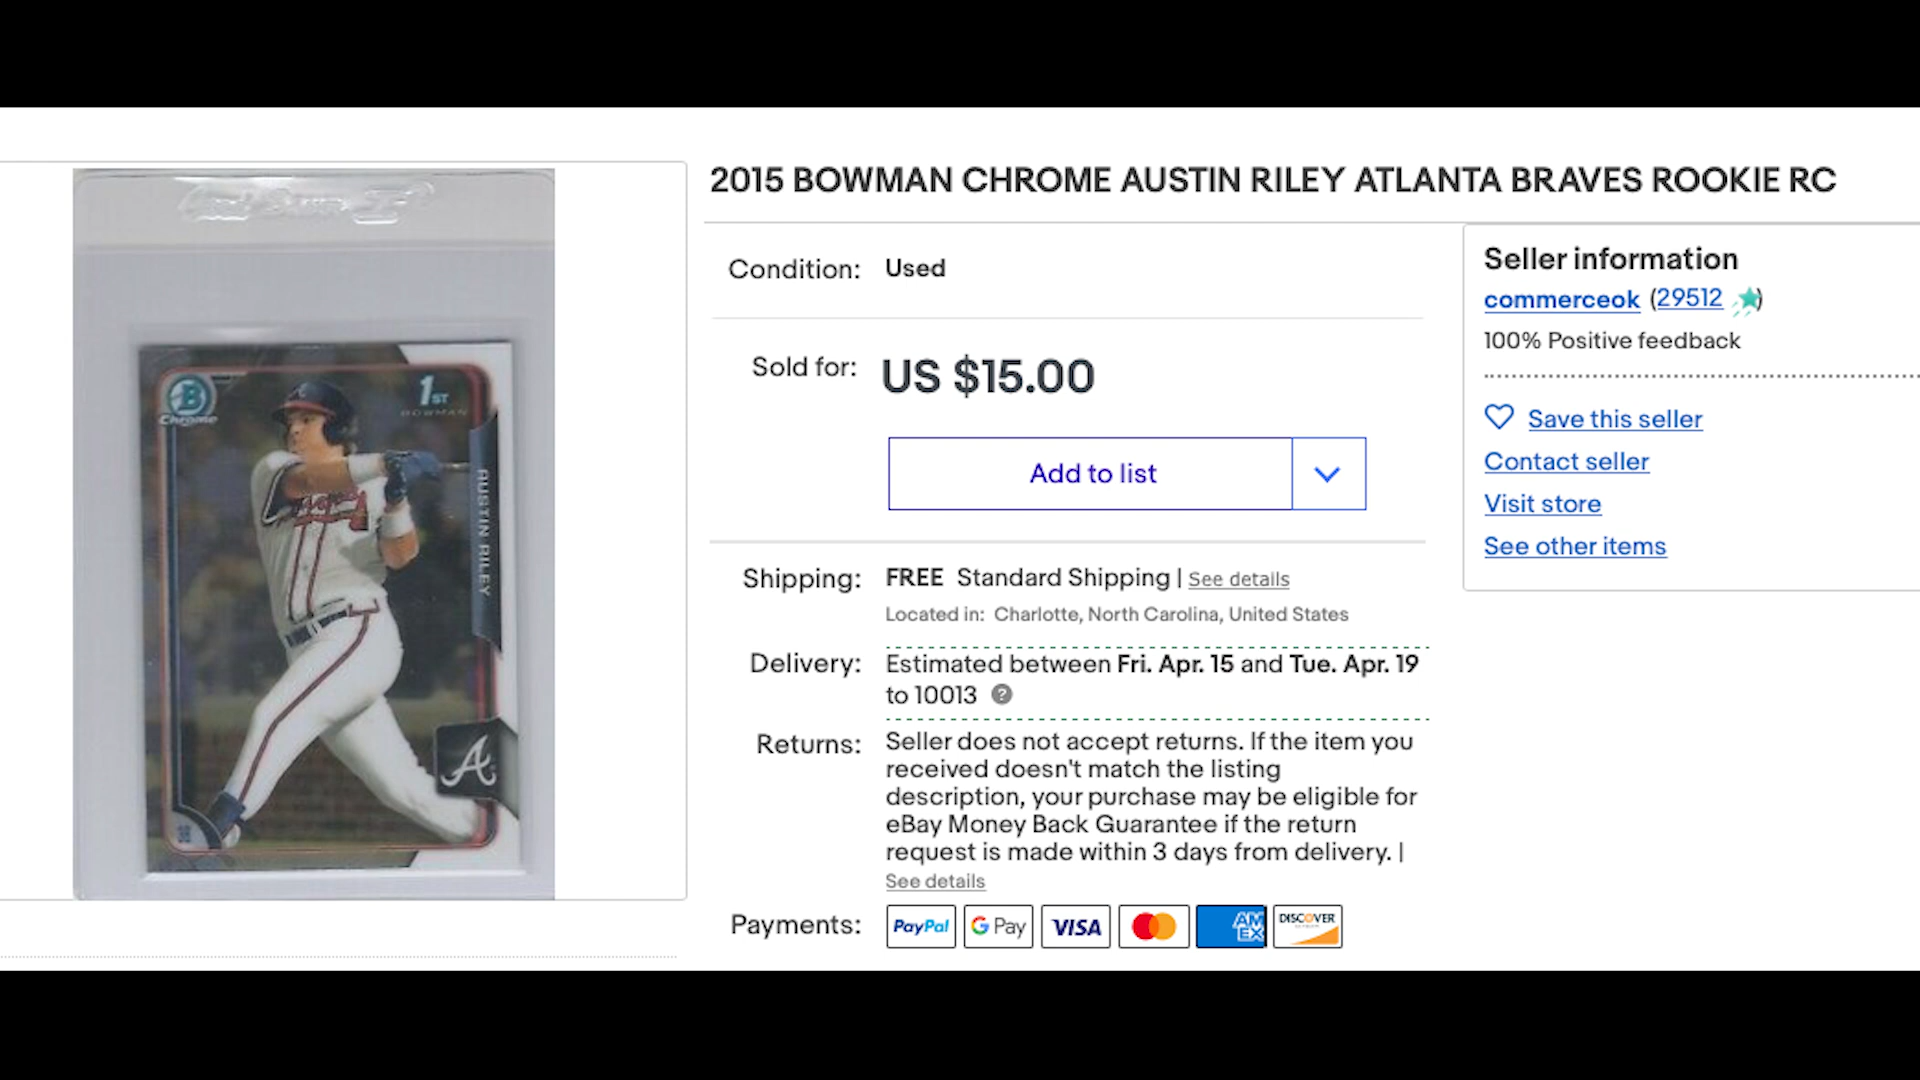 2015 BOWMAN CHROME AUSTIN RILEY ATLANTA BRAVES ROOKIE RC
Card Saver I
B
Chrome
1ST
BOWMAN
AUSTIN RILEY
A
Condition: Used
Sold for: US $15.00
Add to list
Shipping: FREE Standard Shipping | See details
Located in: Charlotte, North Carolina, United States
Delivery: Estimated between Fri. Apr. 15 and Tue. Apr. 19
to 10013 ?
Returns: Seller does not accept returns. If the item you
received doesn't match the listing
description, your purchase may be eligible for
eBay Money Back Guarantee if the return
request is made within 3 days from delivery. |
See details
Payments: PayPal G Pay VISA AM EX DISCOVER
Seller information
commerceok (29512)
100% Positive feedback
Save this seller
Contact seller
Visit store
See other items